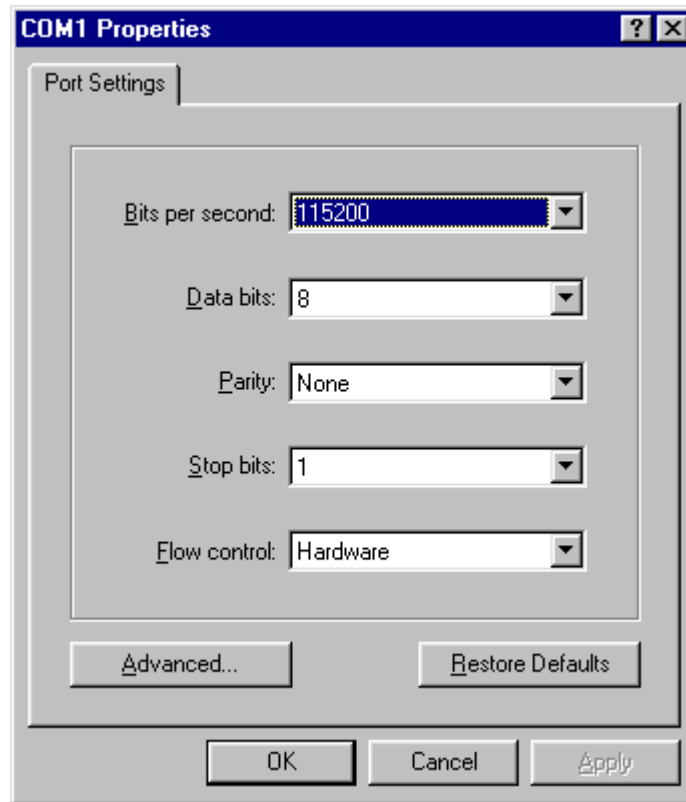 COM1 Properties
Port Settings
Bits per second: 115200
Data bits: 8
Parity: None
Stop bits: 1
Flow control: Hardware
Advanced... Restore Defaults
OK Cancel Apply